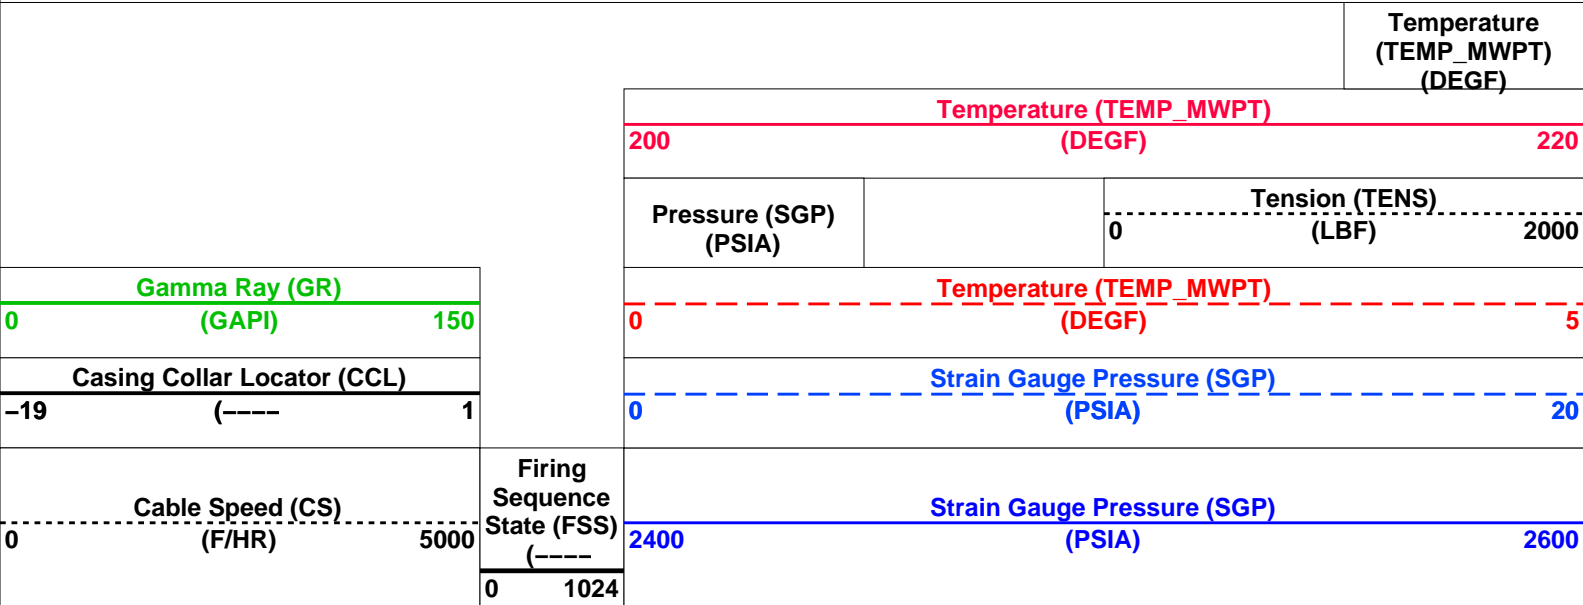 Temperature
(TEMP_MWPT)
(DEGF)
Temperature (TEMP_MWPT)
200 (DEGF) 220
Pressure (SGP)
(PSIA)
Tension (TENS)
0 (LBF) 2000
Gamma Ray (GR)
0 (GAPI) 150
Temperature (TEMP_MWPT)
0 (DEGF) 5
Casing Collar Locator (CCL)
−19 (−−−− 1
Strain Gauge Pressure (SGP)
0 (PSIA) 20
Cable Speed (CS)
0 (F/HR) 5000
Firing
Sequence
State (FSS)
(−−−−
0 1024
Strain Gauge Pressure (SGP)
2400 (PSIA) 2600